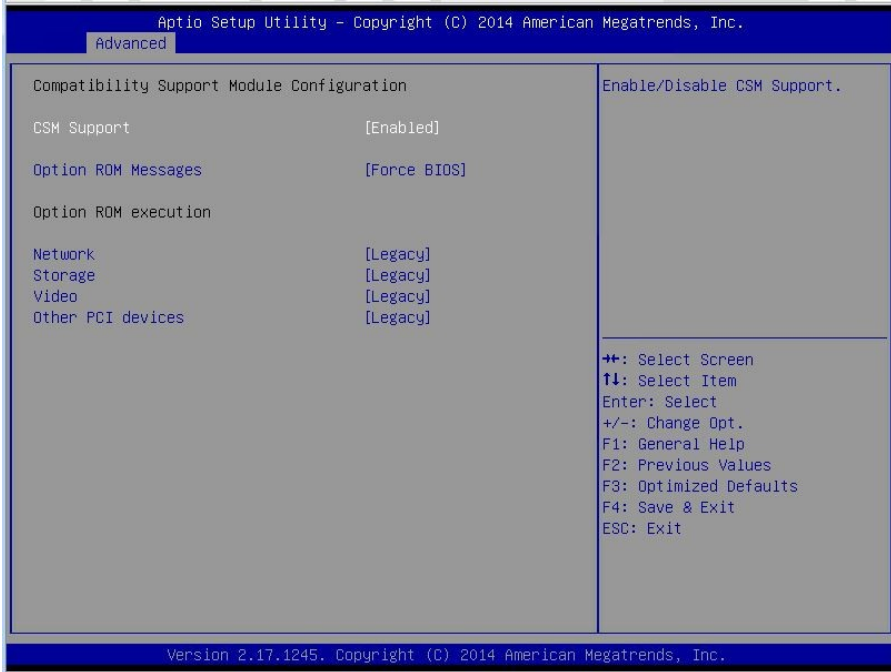 Aptio Setup Utility – Copyright (C) 2014 American Megatrends, Inc.
Advanced
Compatibility Support Module Configuration
CSM Support [Enabled]
Option ROM Messages [Force BIOS]
Option ROM execution
Network [Legacy]
Storage [Legacy]
Video [Legacy]
Other PCI devices [Legacy]
Enable/Disable CSM Support.
→←: Select Screen
↑↓: Select Item
Enter: Select
+/-: Change Opt.
F1: General Help
F2: Previous Values
F3: Optimized Defaults
F4: Save & Exit
ESC: Exit
Version 2.17.1245. Copyright (C) 2014 American Megatrends, Inc.